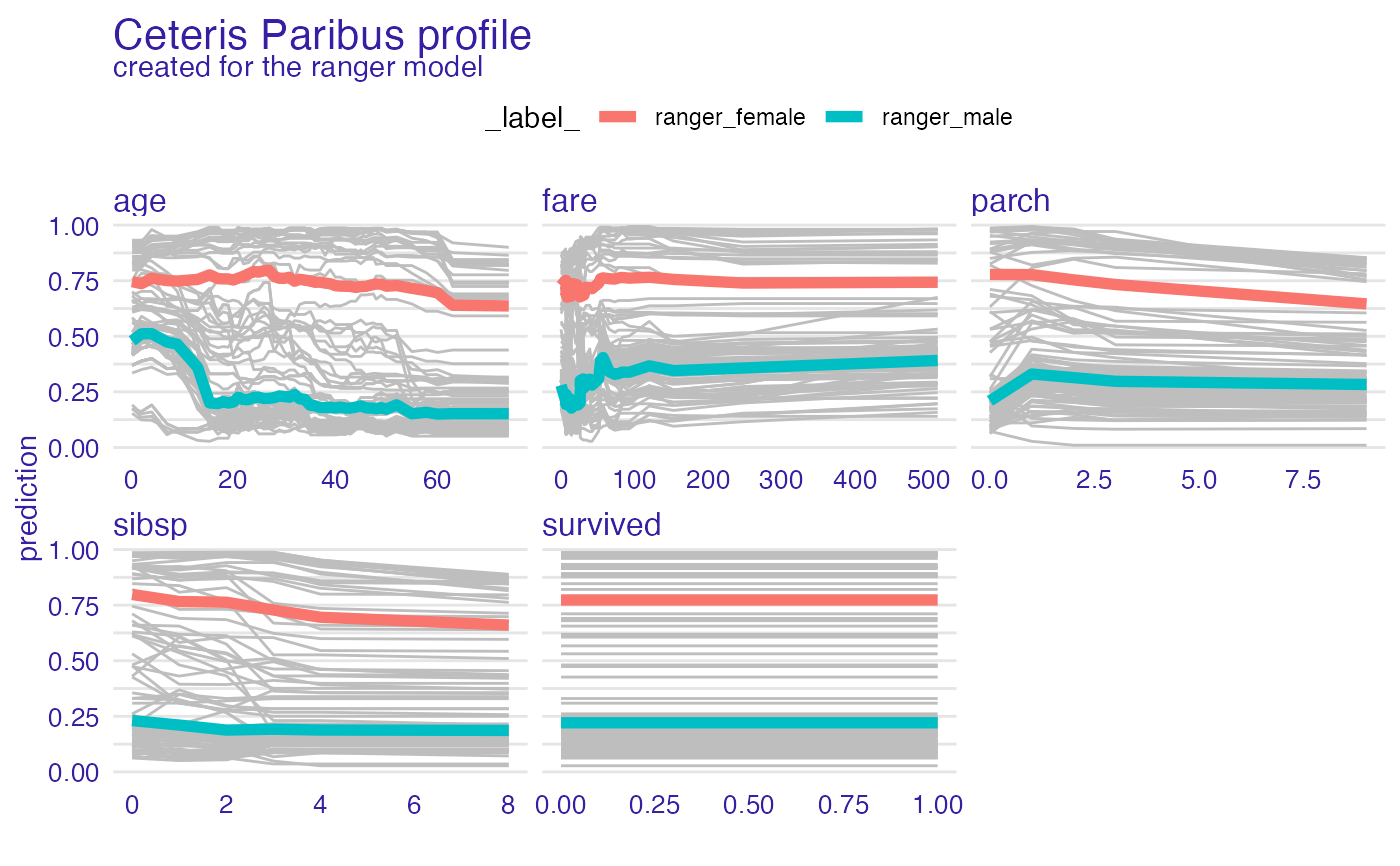 Ceteris Paribus profile
created for the ranger model
_label_ ranger_female ranger_male
age fare parch
1.00
0.75
0.50
0.25
0.00
0 20 40 60 0 100 200 300 400 500 0.0 2.5 5.0 7.5
prediction
sibsp survived
1.00
0.75
0.50
0.25
0.00
0 2 4 6 8 0.00 0.25 0.50 0.75 1.00